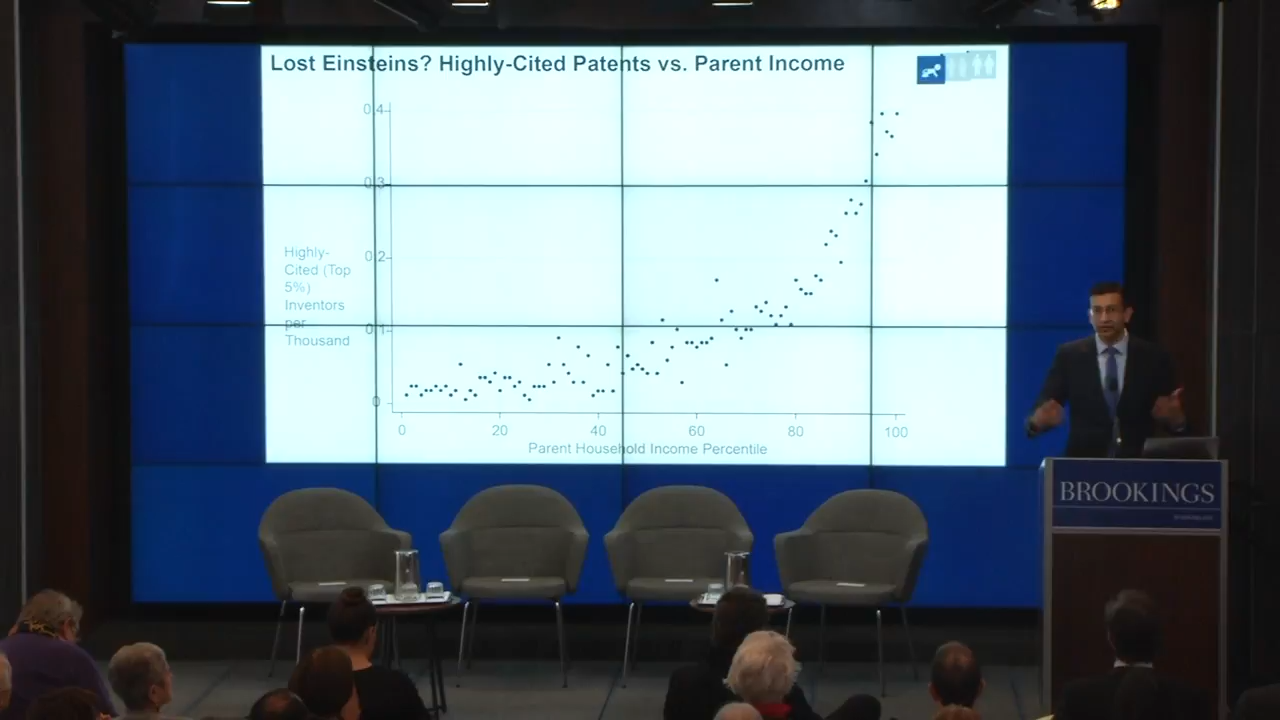 Lost Einsteins? Highly-Cited Patents vs. Parent Income
0.4
0.3
0.2
0.1
0
Highly-
Cited (Top
5%)
Inventors
per
Thousand
0 20 40 60 80 100
Parent Household Income Percentile
BROOKINGS